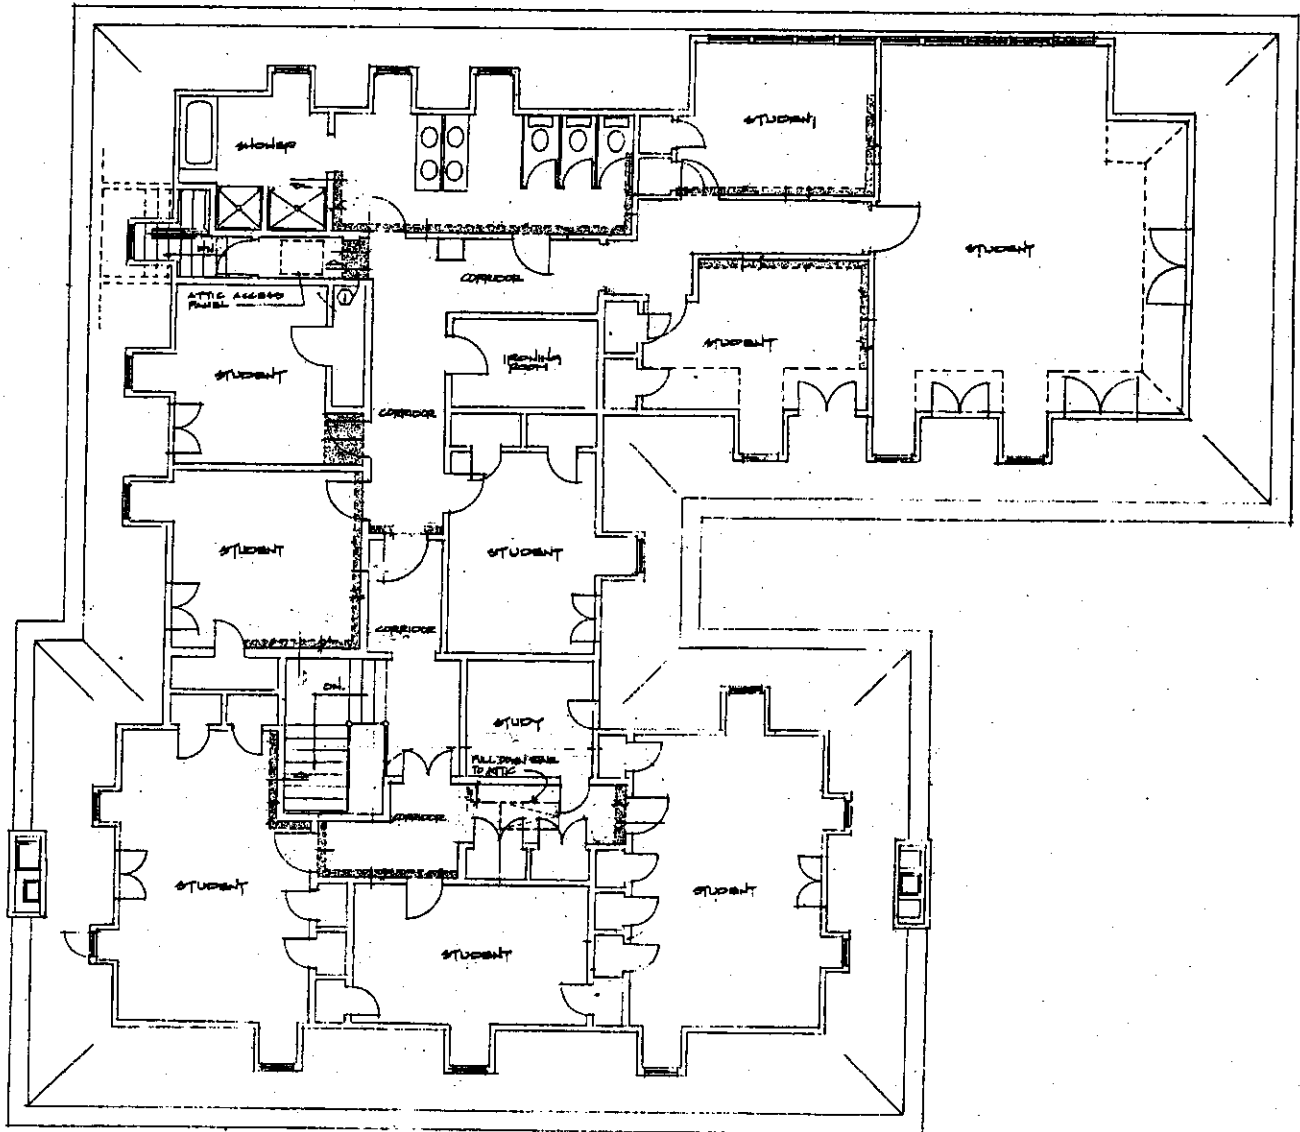 STUDENT
SHOWER
STUDENT
CORRIDOR
DN.
ATTIC ACCESS
PANEL
STUDENT
IRONING
ROOM
STUDENT
CORRIDOR
STUDENT
STUDENT
CORRIDOR
DN.
STUDY
PULL DOWN STAIR
TO ATTIC
CORRIDOR
STUDENT
STUDENT
STUDENT